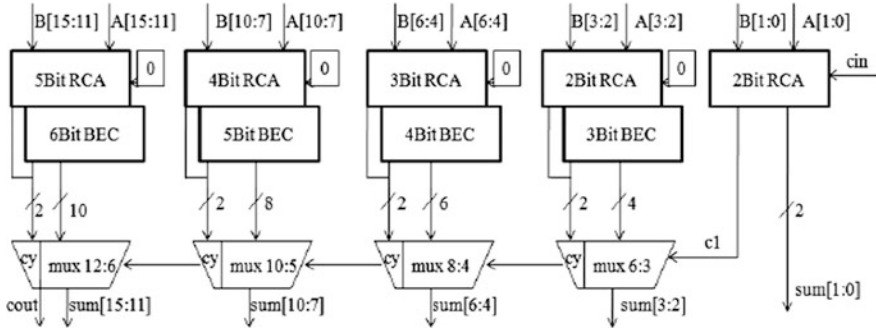 B[15:11] A[15:11] B[10:7] A[10:7] B[6:4] A[6:4] B[3:2] A[3:2] B[1:0] A[1:0]
0 0 0 0
5Bit RCA 4Bit RCA 3Bit RCA 2Bit RCA 2Bit RCA cin
6Bit BEC 5Bit BEC 4Bit BEC 3Bit BEC
2 10 2 8 2 6 2 4 2
c1
cy mux 12:6 cy mux 10:5 cy mux 8:4 cy mux 6:3
cout sum[15:11] sum[10:7] sum[6:4] sum[3:2] sum[1:0]